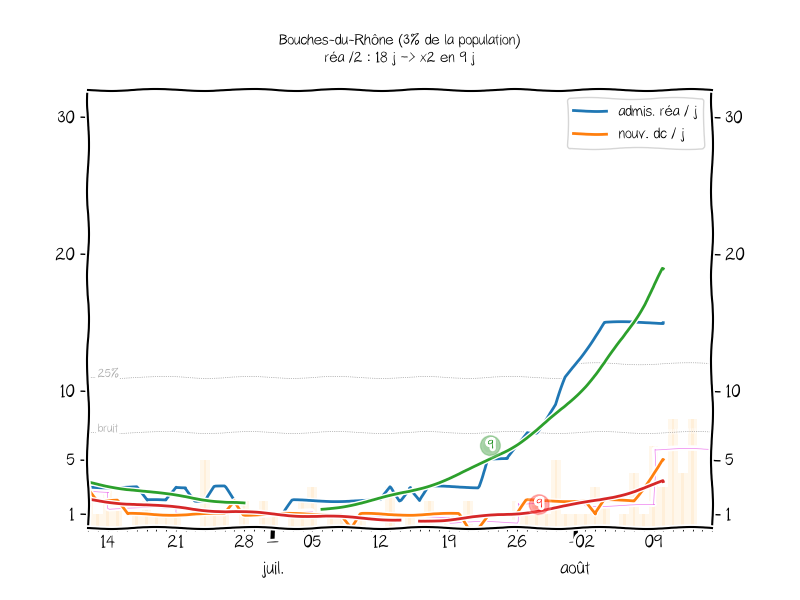 Bouches-du-Rhône (3% de la population)
réa /2 : 18 j -> x2 en 9 j
admis. réa / j
nouv. dc / j
30
30
20
20
25%
10
10
bruit
9
5
5
9
1
1
14 21 28 05 12 19 26 02 09
juil. août